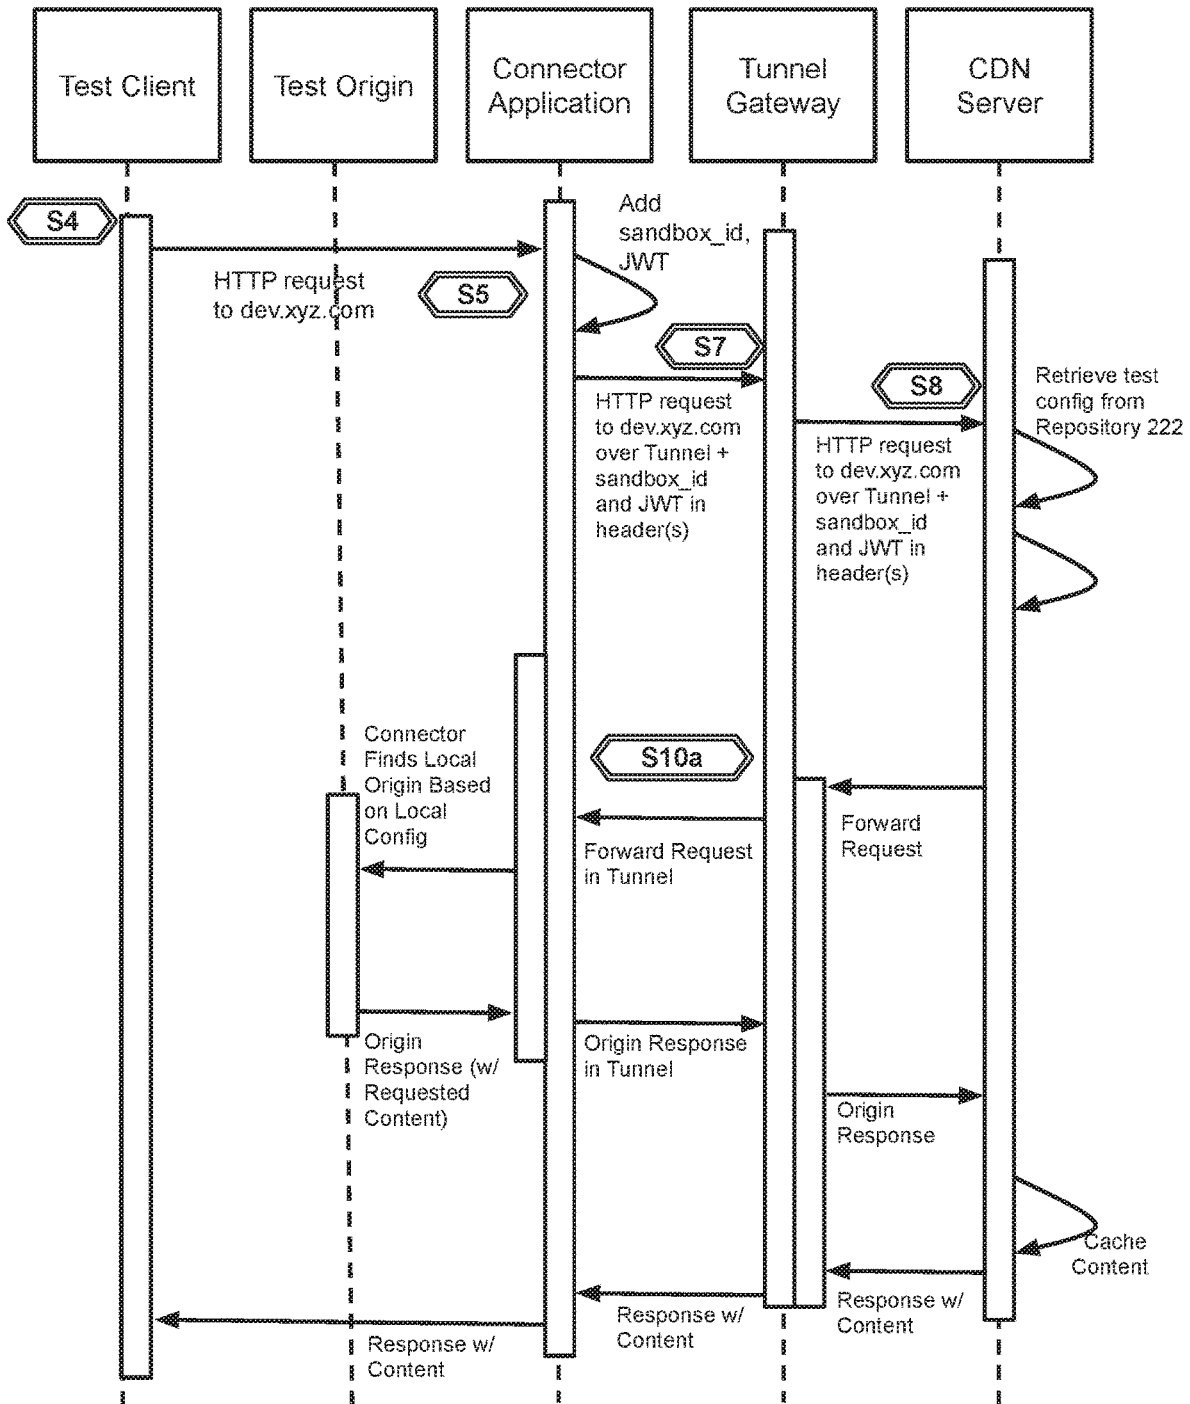 Test Client
Test Origin
Connector
Application
Tunnel
Gateway
CDN
Server
S4
Add
sandbox_id,
JWT
HTTP request
to dev.xyz.com
S5
S7
HTTP request
to dev.xyz.com
over Tunnel +
sandbox_id
and JWT in
header(s)
S8
HTTP request
to dev.xyz.com
over Tunnel +
sandbox_id
and JWT in
header(s)
Retrieve test
config from
Repository 222
Connector
Finds Local
Origin Based
on Local
Config
S10a
Forward
Request
Forward Request
in Tunnel
Origin
Response (w/
Requested
Content)
Origin Response
in Tunnel
Origin
Response
Cache
Content
Response w/
Content
Response w/
Content
Response w/
Content